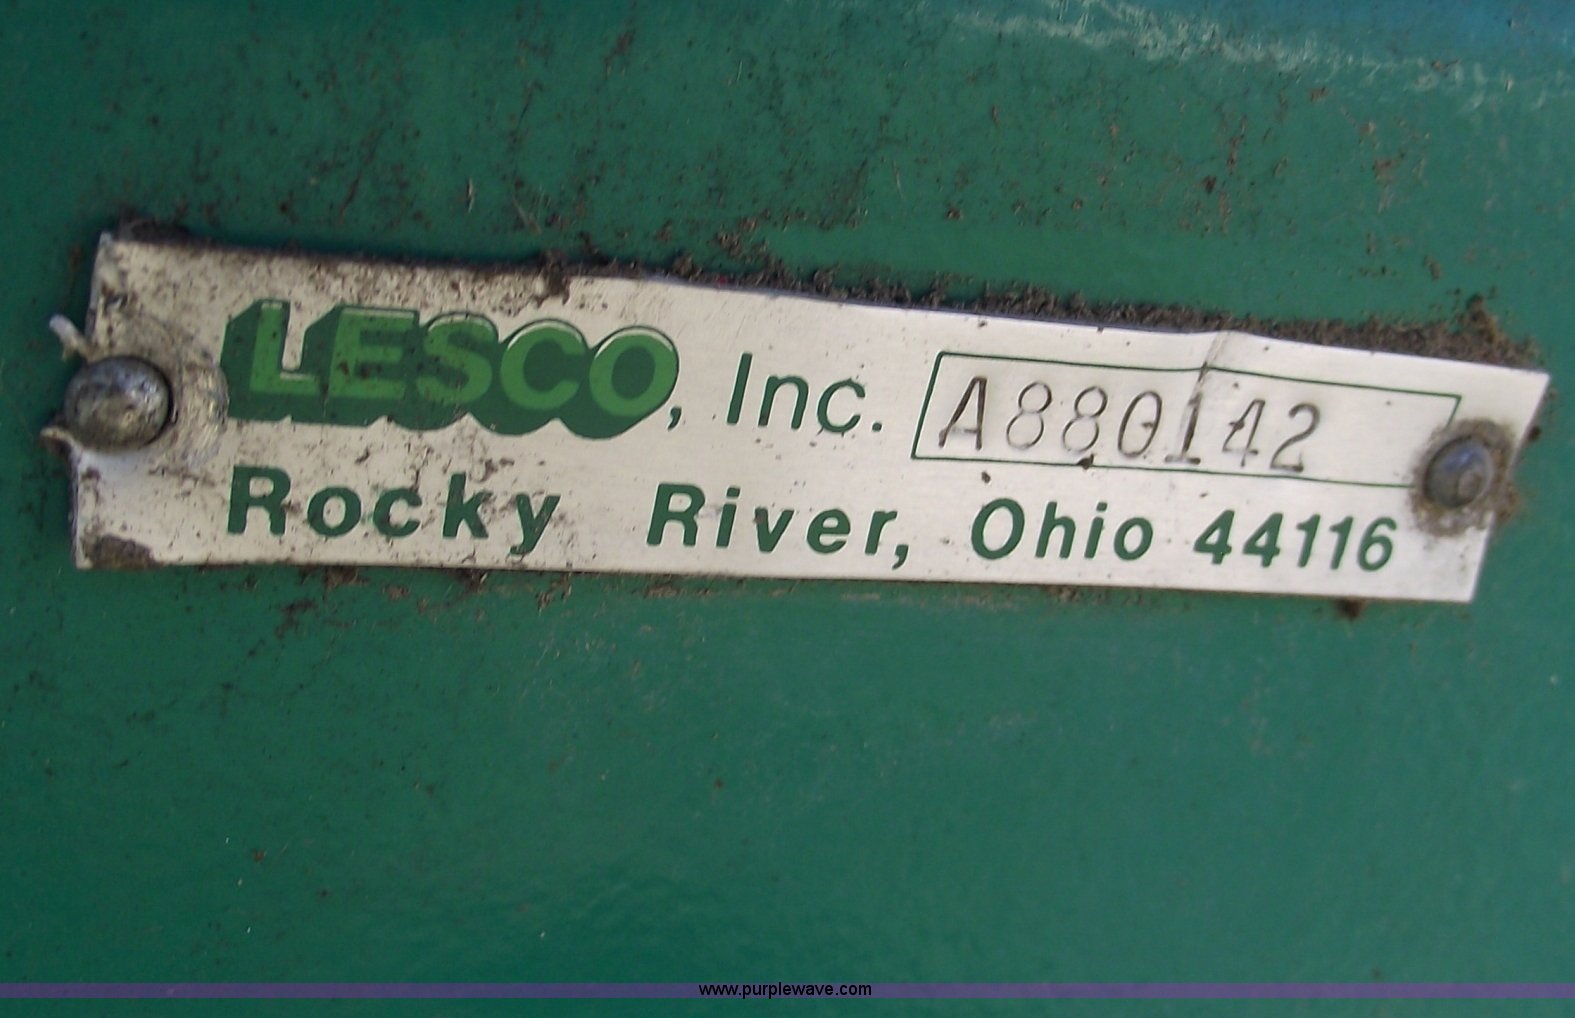 LESCO, Inc. A880142
Rocky River, Ohio 44116
www.purplewave.com